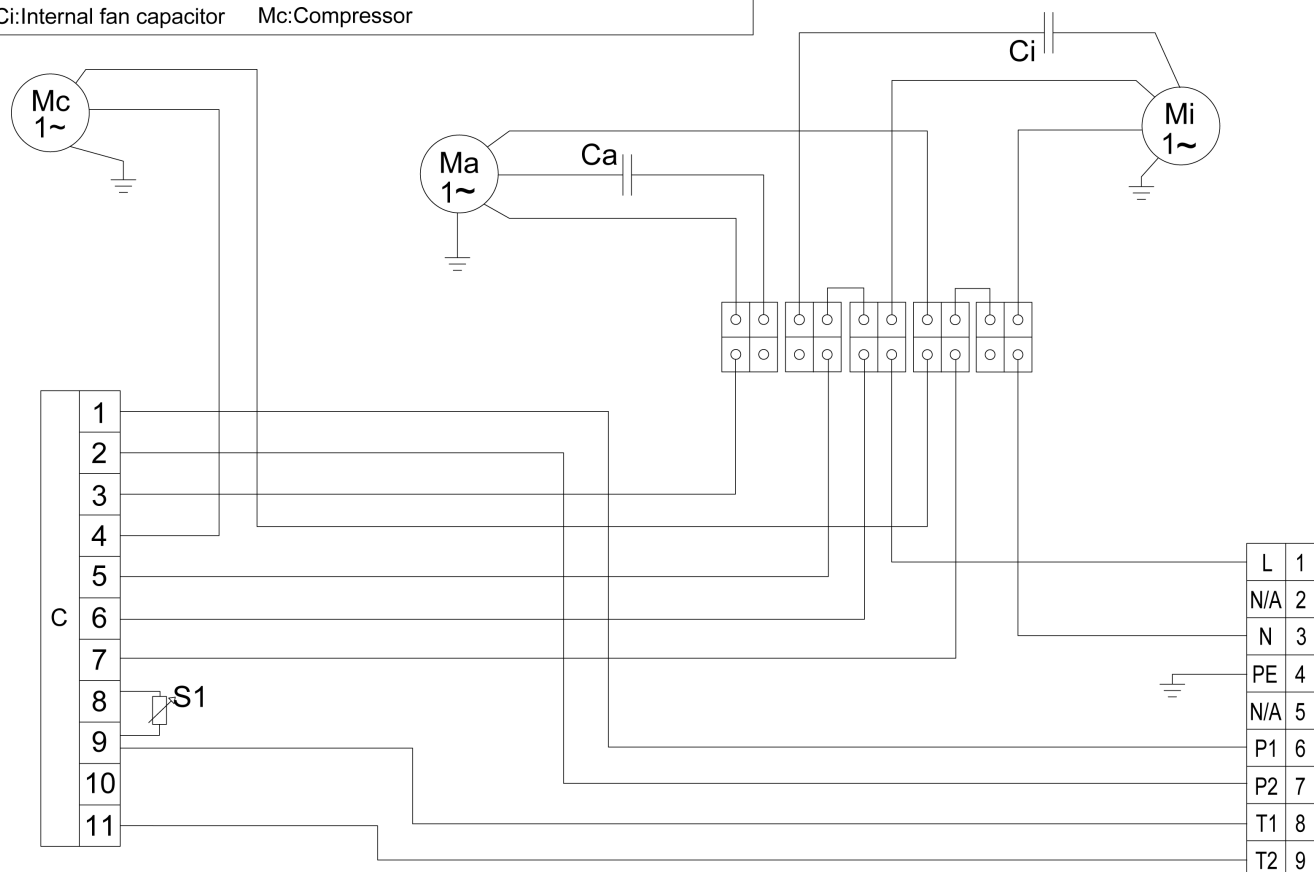 Ci:Internal fan capacitor Mc:Compressor
Ci
Mc
1~
Mi
1~
Ma
1~
Ca
C
1
2
3
4
5
6
7
8
9
10
11
S1
L 1
N/A 2
N 3
PE 4
N/A 5
P1 6
P2 7
T1 8
T2 9